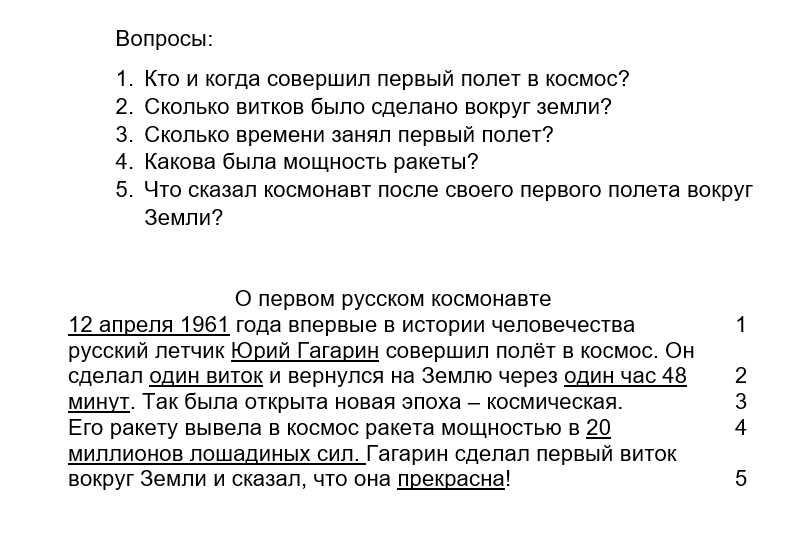 Вопросы:
1. Кто и когда совершил первый полет в космос?
2. Сколько витков было сделано вокруг земли?
3. Сколько времени занял первый полет?
4. Какова была мощность ракеты?
5. Что сказал космонавт после своего первого полета вокруг
Земли?
О первом русском космонавте
12 апреля 1961 года впервые в истории человечества 1
русский летчик Юрий Гагарин совершил полёт в космос. Он
сделал один виток и вернулся на Землю через один час 48 2
минут. Так была открыта новая эпоха – космическая. 3
Его ракету вывела в космос ракета мощностью в 20 4
миллионов лошадиных сил. Гагарин сделал первый виток
вокруг Земли и сказал, что она прекрасна! 5